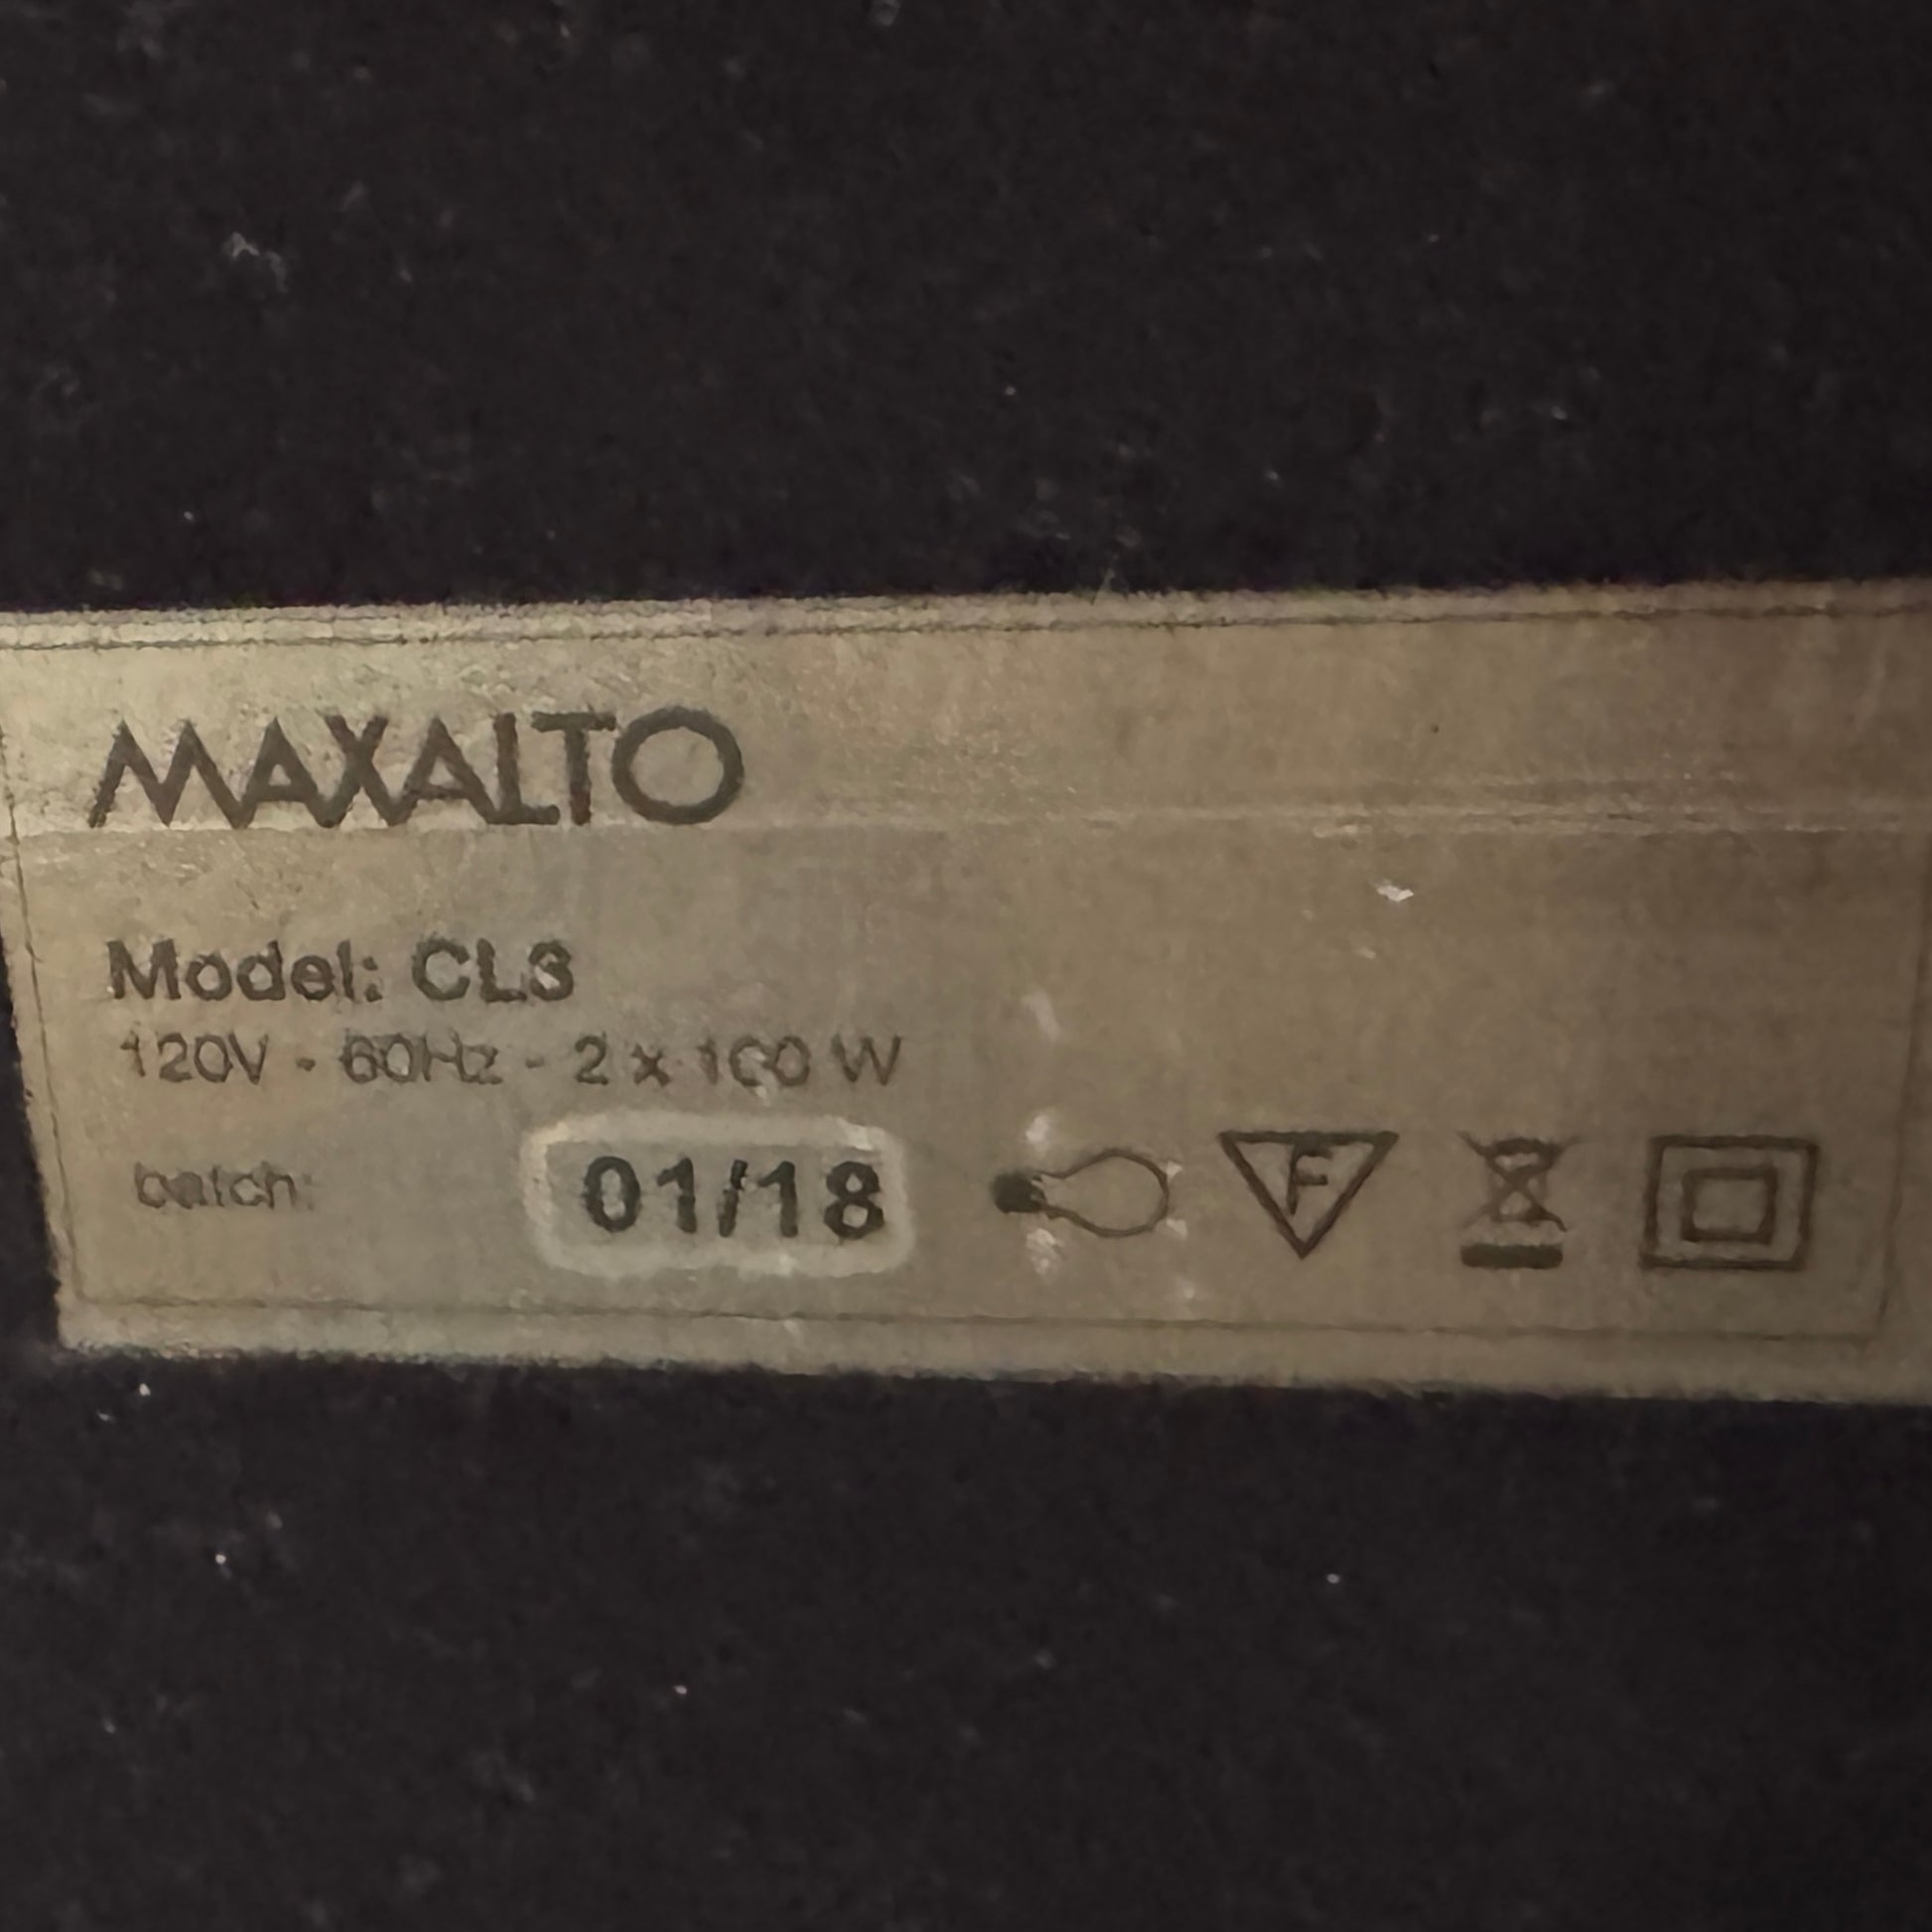 MAXALTO
Model: CL3
120V - 60Hz - 2 x 100 W
batch: 01/18
F